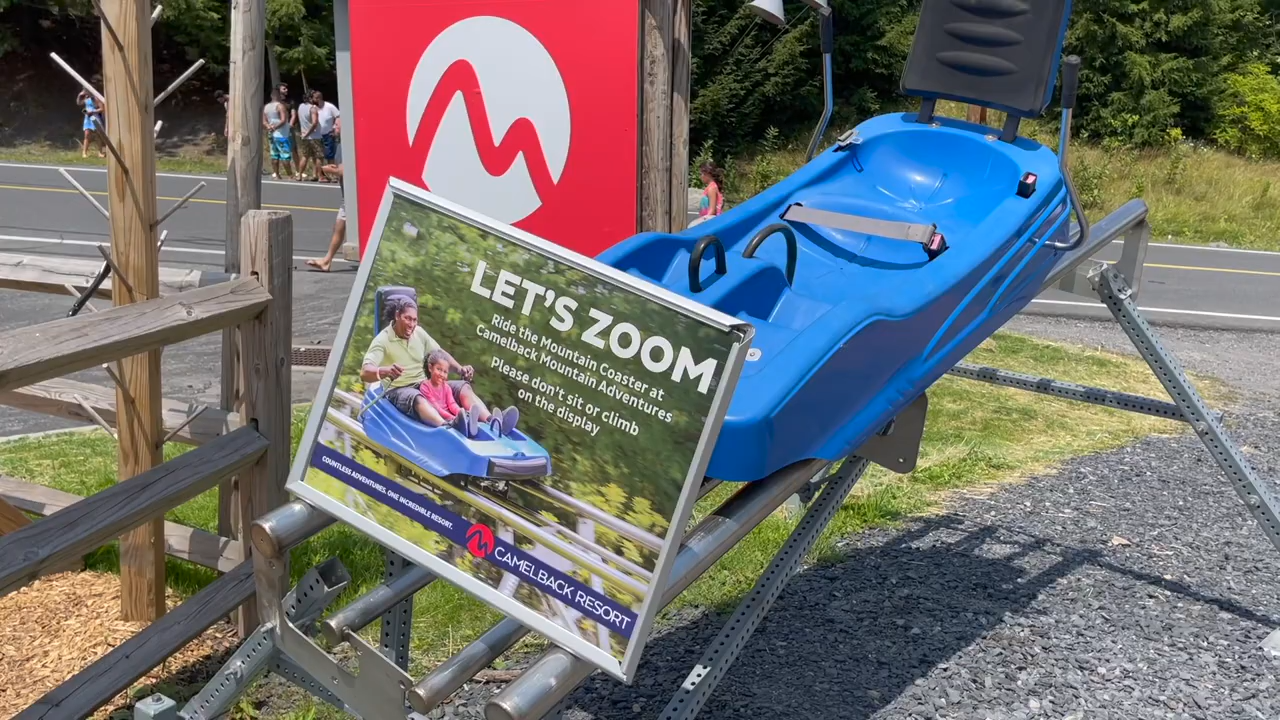 LET'S ZOOM
Ride the Mountain Coaster at
Camelback Mountain Adventures
Please don't sit or climb
on the display
COUNTLESS ADVENTURES. ONE INCREDIBLE RESORT.
CAMELBACK RESORT